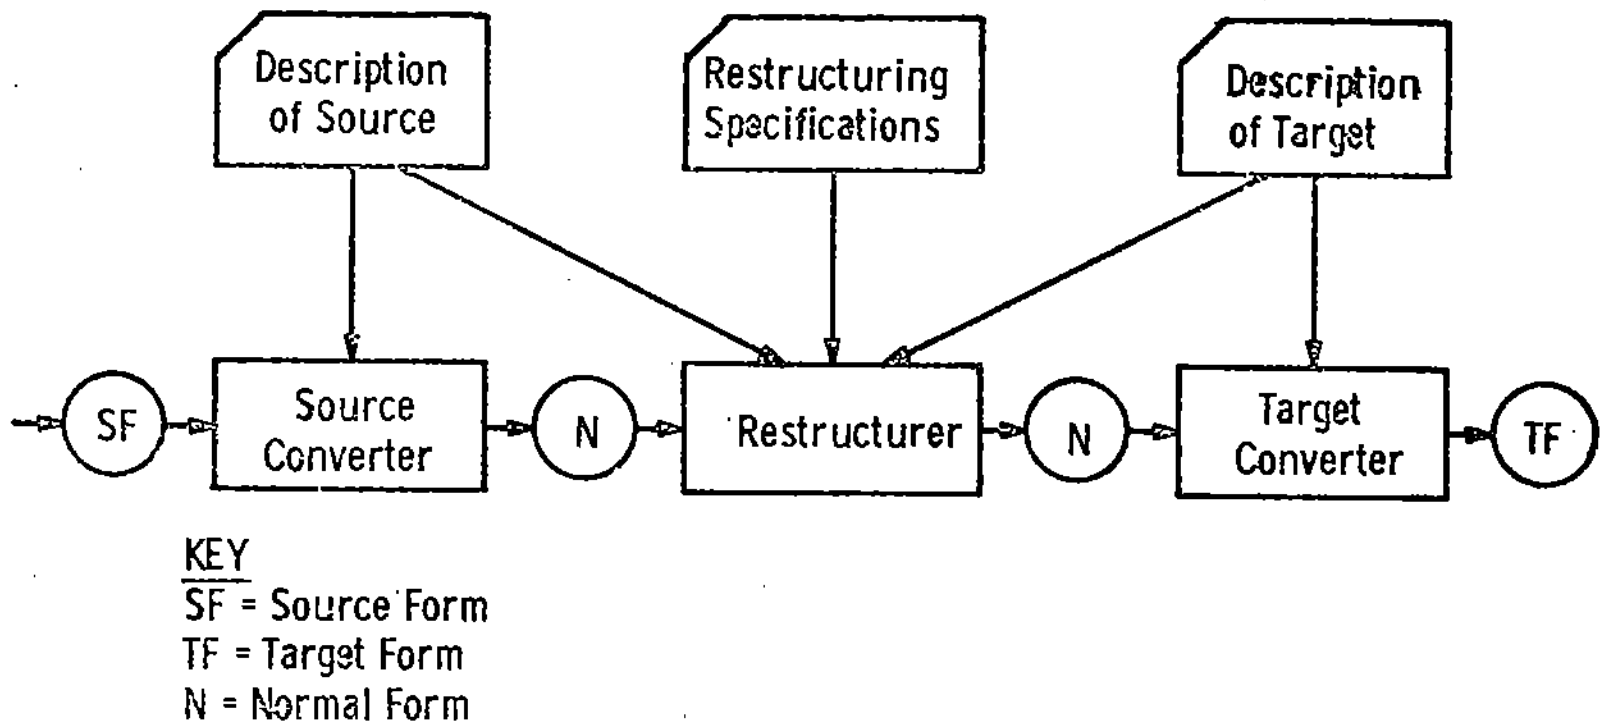 Description
of Source
Restructuring
Specifications
Description
of Target
SF
Source
Converter
N
Restructurer
N
Target
Converter
TF
KEY
SF = Source Form
TF = Target Form
N = Normal Form